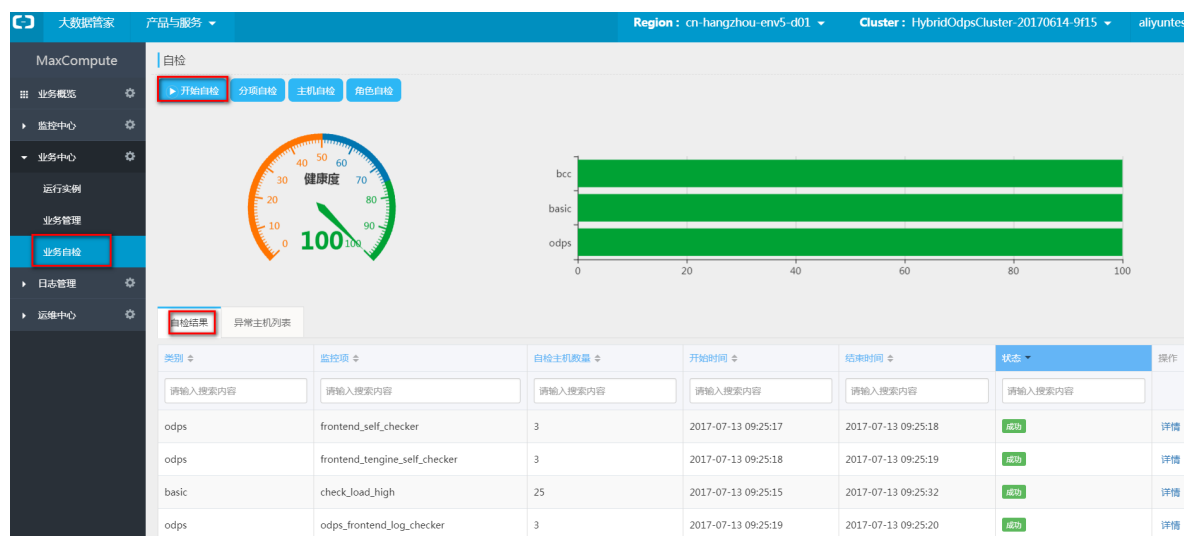 大数据管家 产品与服务 Region： cn-hangzhou-env5-d01 Cluster： HybridOdpsCluster-20170614-9f15 aliyuntes
MaxCompute
业务概览
监控中心
业务中心
运行实例
业务管理
业务自检
日志管理
运维中心
自检
开始自检 分项自检 主机自检 角色自检
0 10 20 30 40 50 60 70 80 90 100
健康度
100
bcc
basic
odps
0 20 40 60 80 100
自检结果 异常主机列表
类别 监控项 自检主机数量 开始时间 结束时间 状态 操作
请输入搜索内容 请输入搜索内容 请输入搜索内容 请输入搜索内容 请输入搜索内容 请输入搜索内容
odps frontend_self_checker 3 2017-07-13 09:25:17 2017-07-13 09:25:18 成功 详情
odps frontend_tengine_self_checker 3 2017-07-13 09:25:18 2017-07-13 09:25:19 成功 详情
basic check_load_high 25 2017-07-13 09:25:15 2017-07-13 09:25:32 成功 详情
odps odps_frontend_log_checker 3 2017-07-13 09:25:19 2017-07-13 09:25:20 成功 详情